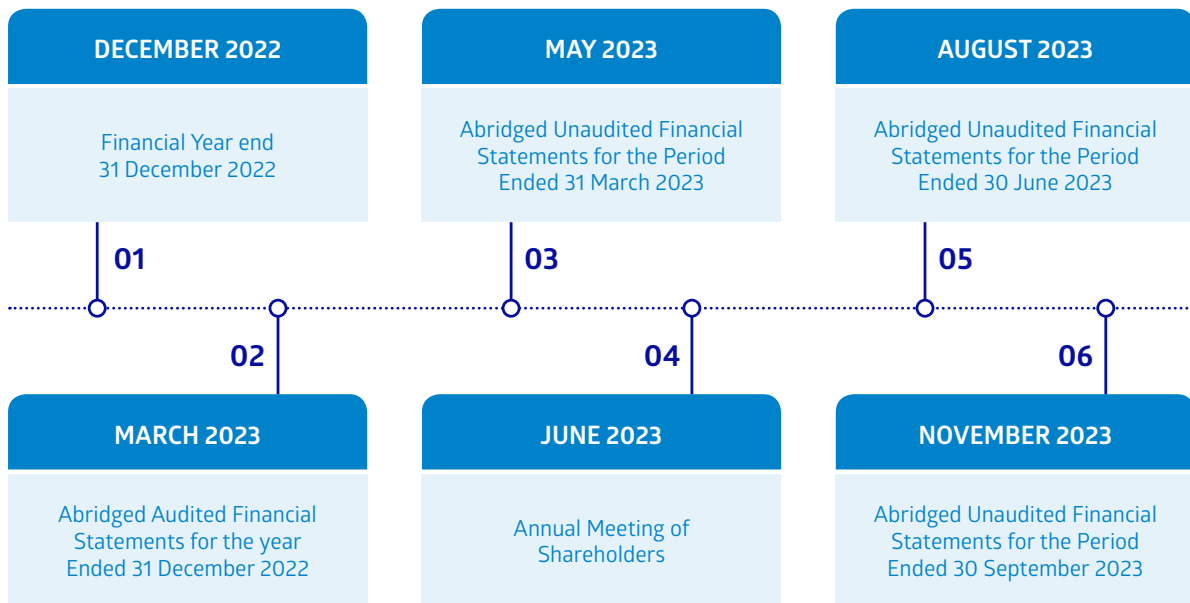 DECEMBER 2022
Financial Year end
31 December 2022
01
MARCH 2023
Abridged Audited Financial
Statements for the year
Ended 31 December 2022
02
MAY 2023
Abridged Unaudited Financial
Statements for the Period
Ended 31 March 2023
03
JUNE 2023
Annual Meeting of
Shareholders
04
AUGUST 2023
Abridged Unaudited Financial
Statements for the Period
Ended 30 June 2023
05
NOVEMBER 2023
Abridged Unaudited Financial
Statements for the Period
Ended 30 September 2023
06